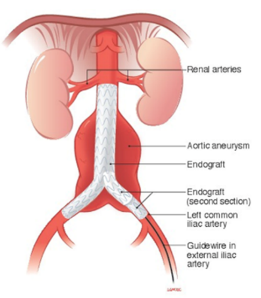 Renal arteries
Aortic aneurysm
Endograft
Endograft
(second section)
Left common
iliac artery
Guidewire in
external iliac
artery